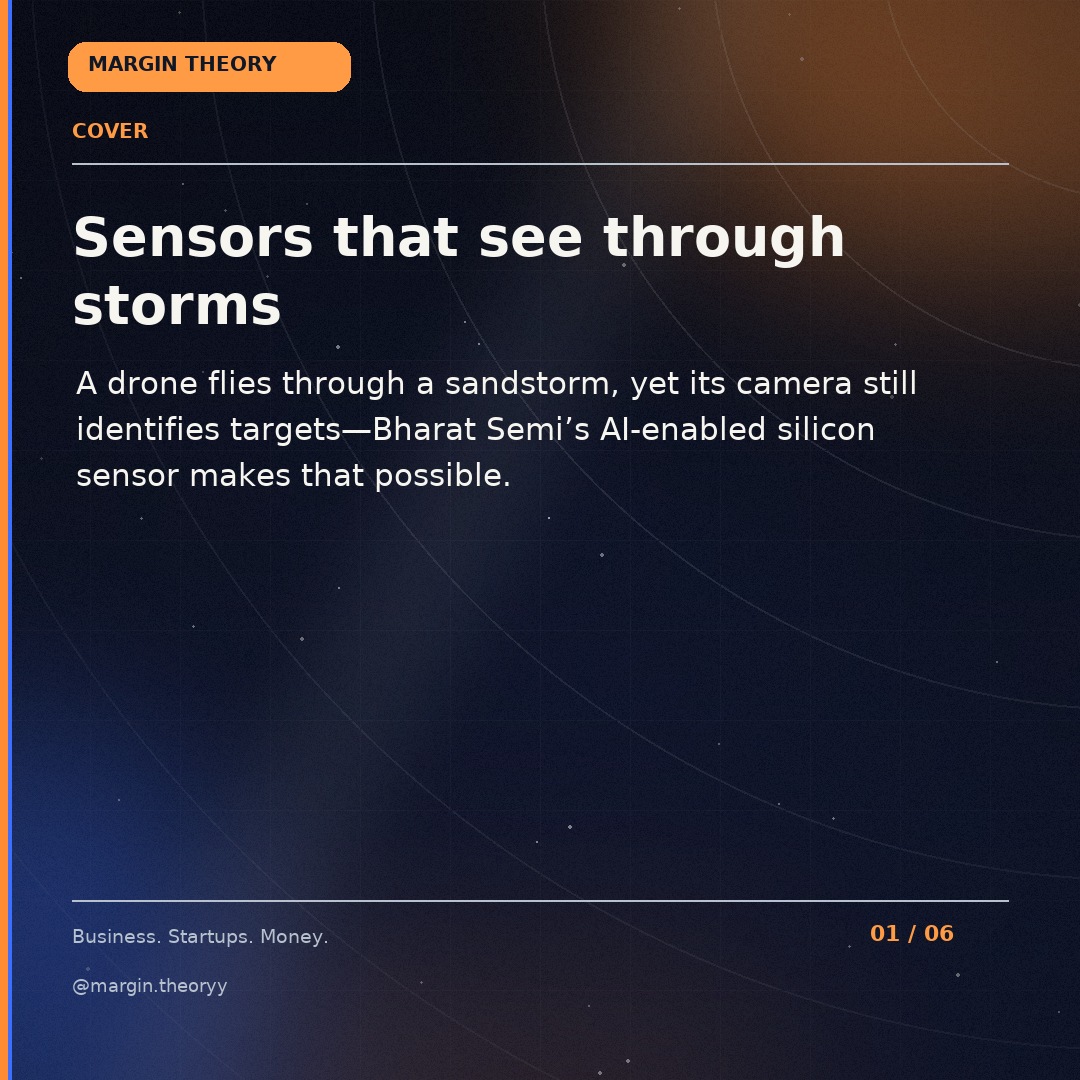 MARGIN THEORY
COVER
Sensors that see through
storms
A drone flies through a sandstorm, yet its camera still
identifies targets—Bharat Semi’s AI-enabled silicon
sensor makes that possible.
Business. Startups. Money.
01 / 06
@margin.theoryy